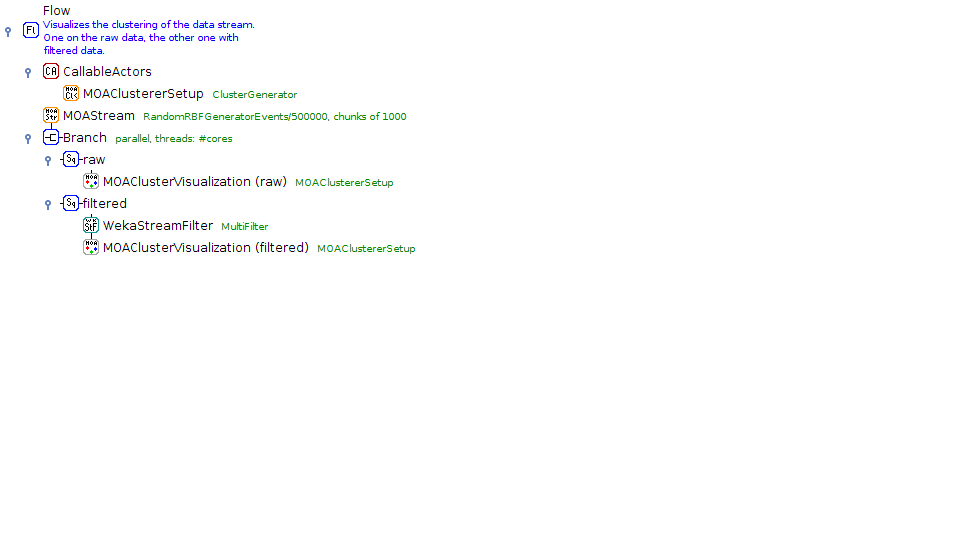 Flow
Visualizes the clustering of the data stream.
One on the raw data, the other one with
filtered data.
FL
CA CallableActors
MOA CL< MOAClustererSetup ClusterGenerator
MOA Str MOAStream RandomRBFGeneratorEvents/500000, chunks of 1000
Branch parallel, threads: #cores
Sq raw
MOA MOAClusterVisualization (raw) MOAClustererSetup
Sq filtered
StF WekaStreamFilter MultiFilter
MOA MOAClusterVisualization (filtered) MOAClustererSetup